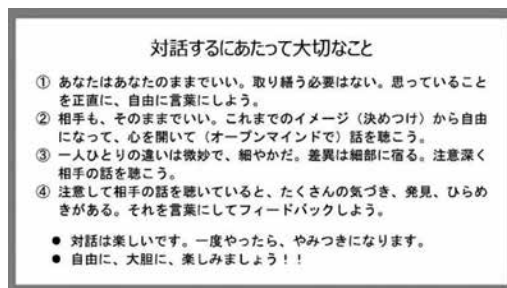 対話するにあたって大切なこと
① あなたはあなたのままでいい。取り繕う必要はない。思っていること
を正直に、自由に言葉にしよう。
② 相手も、そのままでいい。これまでのイメージ（決めつけ）から自由
になって、心を開いて（オープンマインドで）話を聴こう。
③ 一人ひとりの違いは微妙で、細やかだ。差異は細部に宿る。注意深く
相手の話を聴こう。
④ 注意して相手の話を聴いていると、たくさんの気づき、発見、ひらめ
きがある。それを言葉にしてフィードバックしよう。
● 対話は楽しいです。一度やったら、やみつきになります。
● 自由に、大胆に、楽しみましょう！！